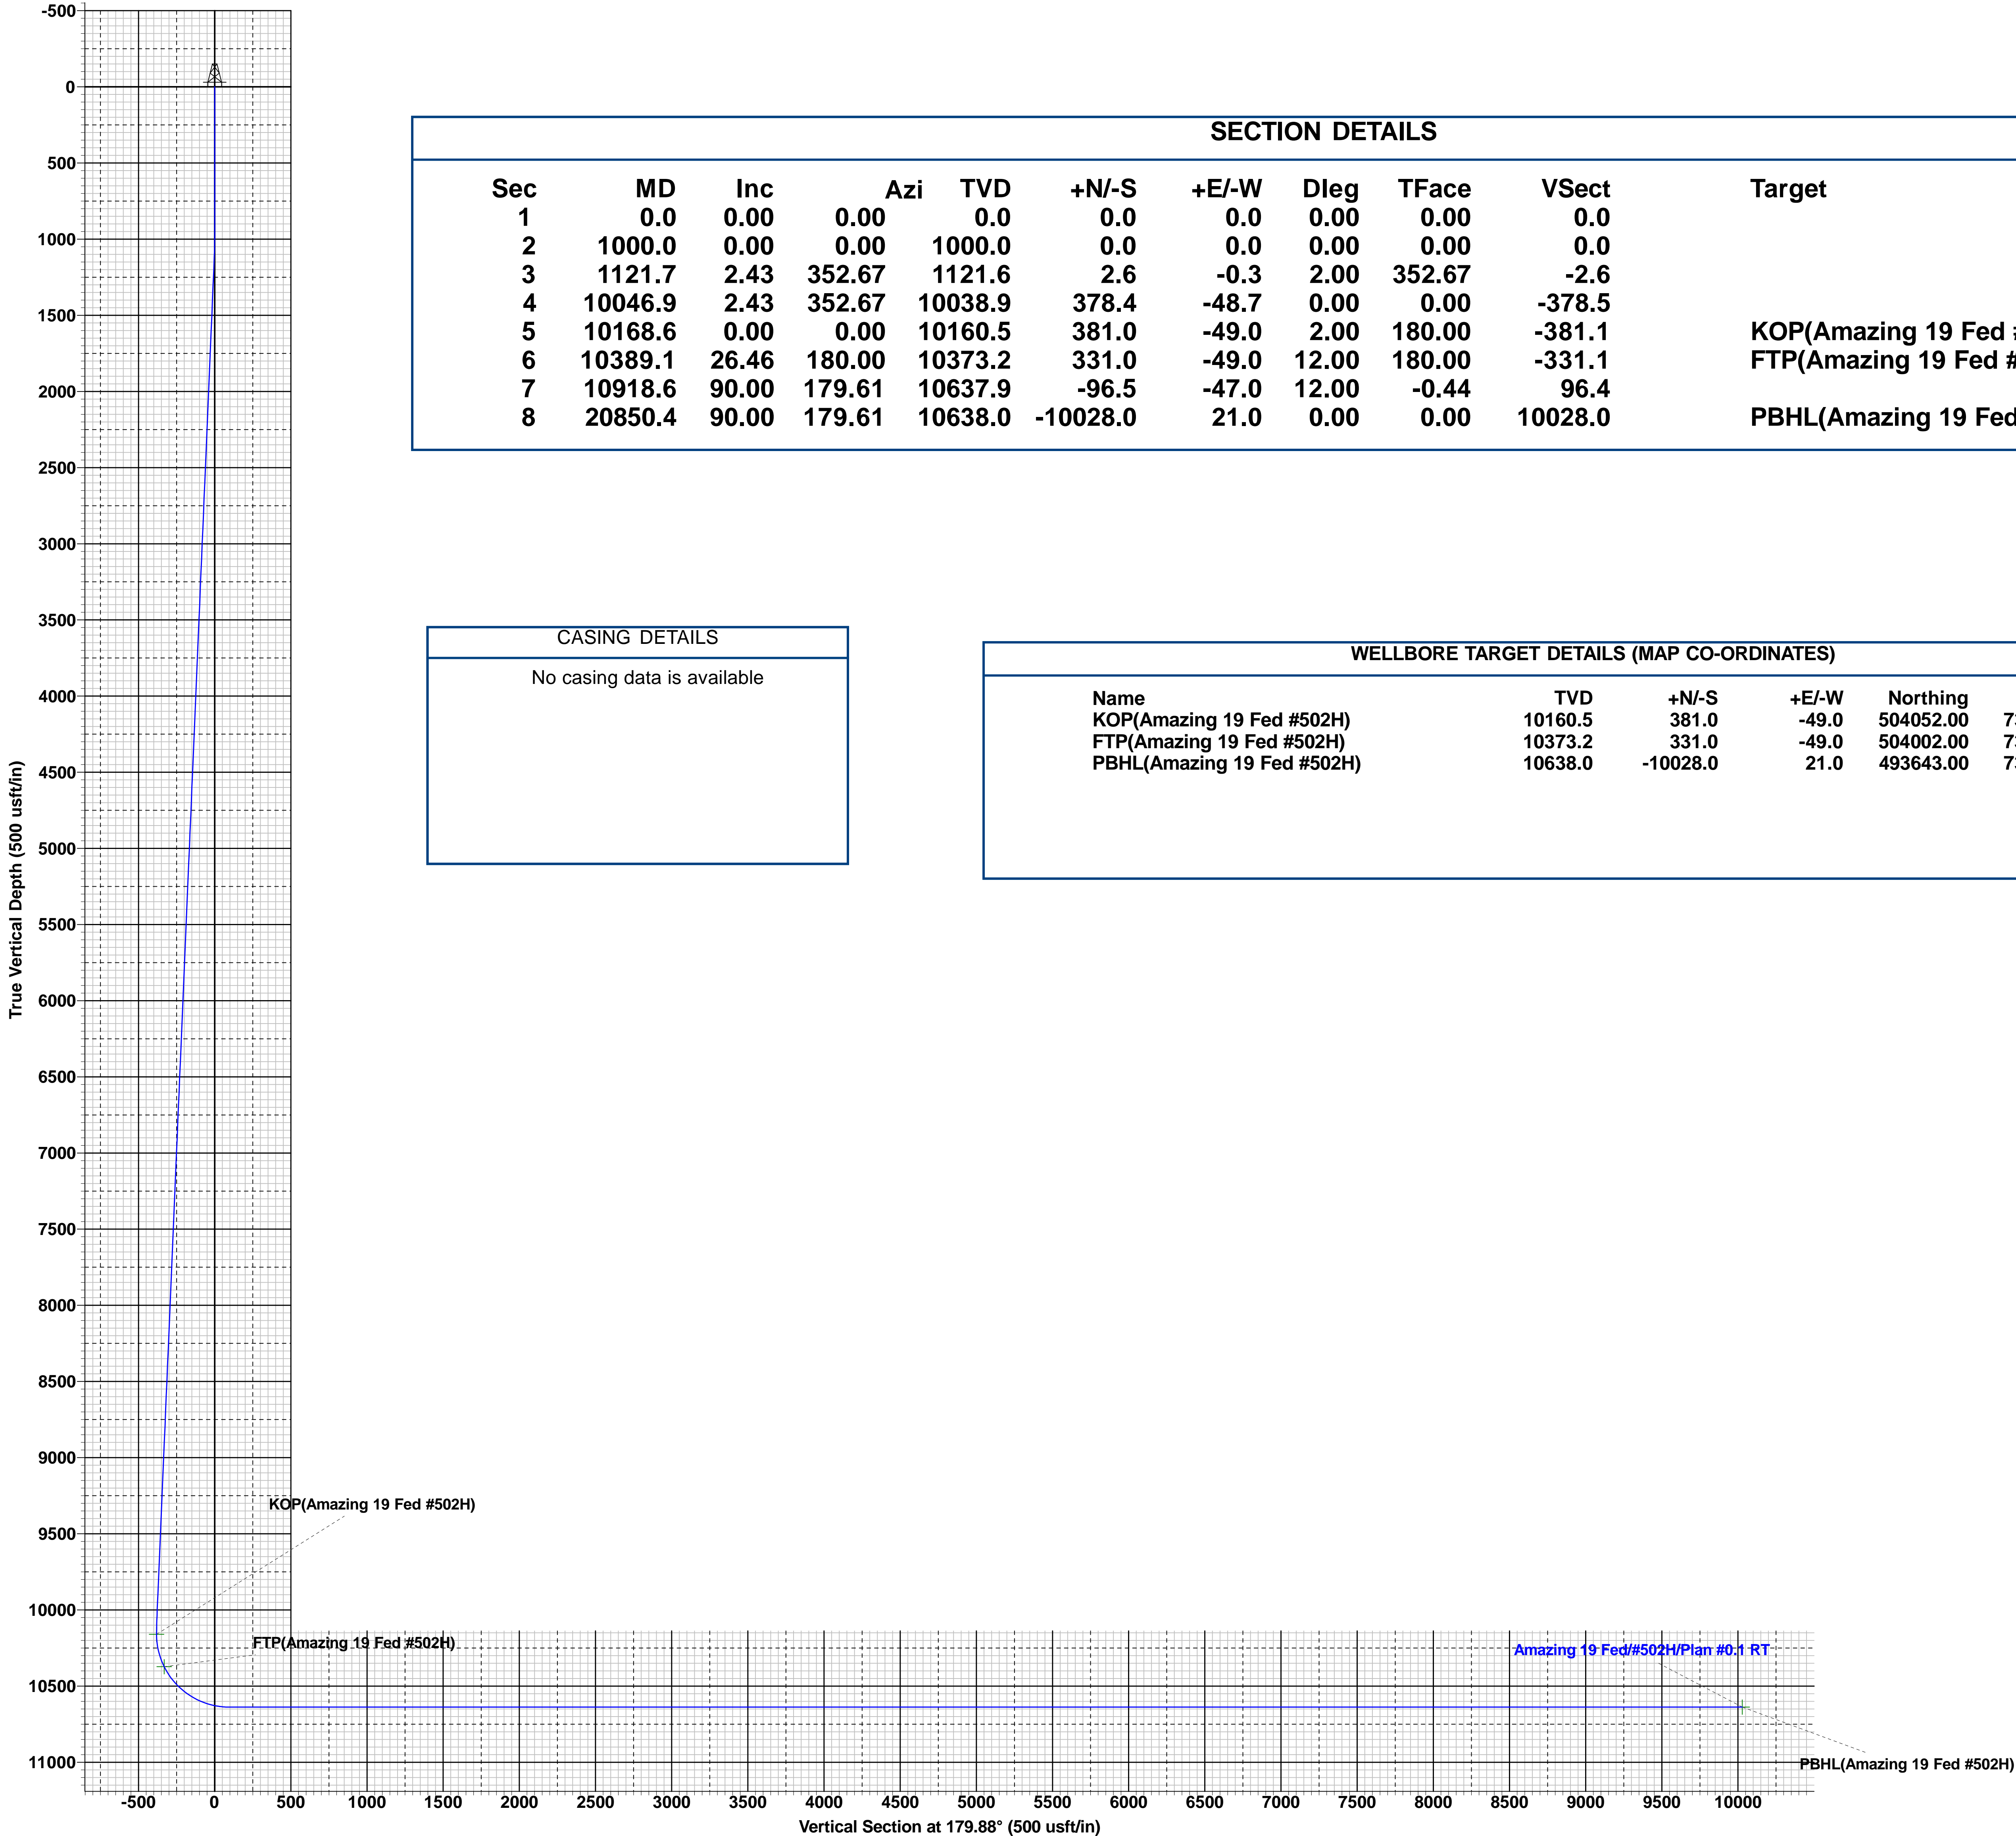 -500
0
500
1000
1500
2000
2500
3000
3500
4000
4500
5000
5500
6000
6500
7000
7500
8000
8500
9000
9500
10000
10500
11000
True Vertical Depth (500 usft/in)
SECTION DETAILS
Sec MD Inc Azi TVD +N/-S +E/-W Dleg TFace VSect Target
1 0.0 0.00 0.00 0.0 0.0 0.0 0.00 0.00 0.0
2 1000.0 0.00 0.00 1000.0 0.0 0.0 0.00 0.00 0.0
3 1121.7 2.43 352.67 1121.6 2.6 -0.3 2.00 352.67 -2.6
4 10046.9 2.43 352.67 10038.9 378.4 -48.7 0.00 0.00 -378.5
5 10168.6 0.00 0.00 10160.5 381.0 -49.0 2.00 180.00 -381.1 KOP(Amazing 19 Fed
6 10389.1 26.46 180.00 10373.2 331.0 -49.0 12.00 180.00 -331.1 FTP(Amazing 19 Fed #
7 10918.6 90.00 179.61 10637.9 -96.5 -47.0 12.00 -0.44 96.4
8 20850.4 90.00 179.61 10638.0 -10028.0 21.0 0.00 0.00 10028.0 PBHL(Amazing 19 Fed
CASING DETAILS
No casing data is available
WELLBORE TARGET DETAILS (MAP CO-ORDINATES)
Name TVD +N/-S +E/-W Northing
KOP(Amazing 19 Fed #502H) 10160.5 381.0 -49.0 504052.00
FTP(Amazing 19 Fed #502H) 10373.2 331.0 -49.0 504002.00
PBHL(Amazing 19 Fed #502H) 10638.0 -10028.0 21.0 493643.00
KOP(Amazing 19 Fed #502H)
FTP(Amazing 19 Fed #502H)
Amazing 19 Fed/#502H/Plan #0.1 RT
PBHL(Amazing 19 Fed #502H)
-500 0 500 1000 1500 2000 2500 3000 3500 4000 4500 5000 5500 6000 6500 7000 7500 8000 8500 9000 9500 10000
Vertical Section at 179.88° (500 usft/in)